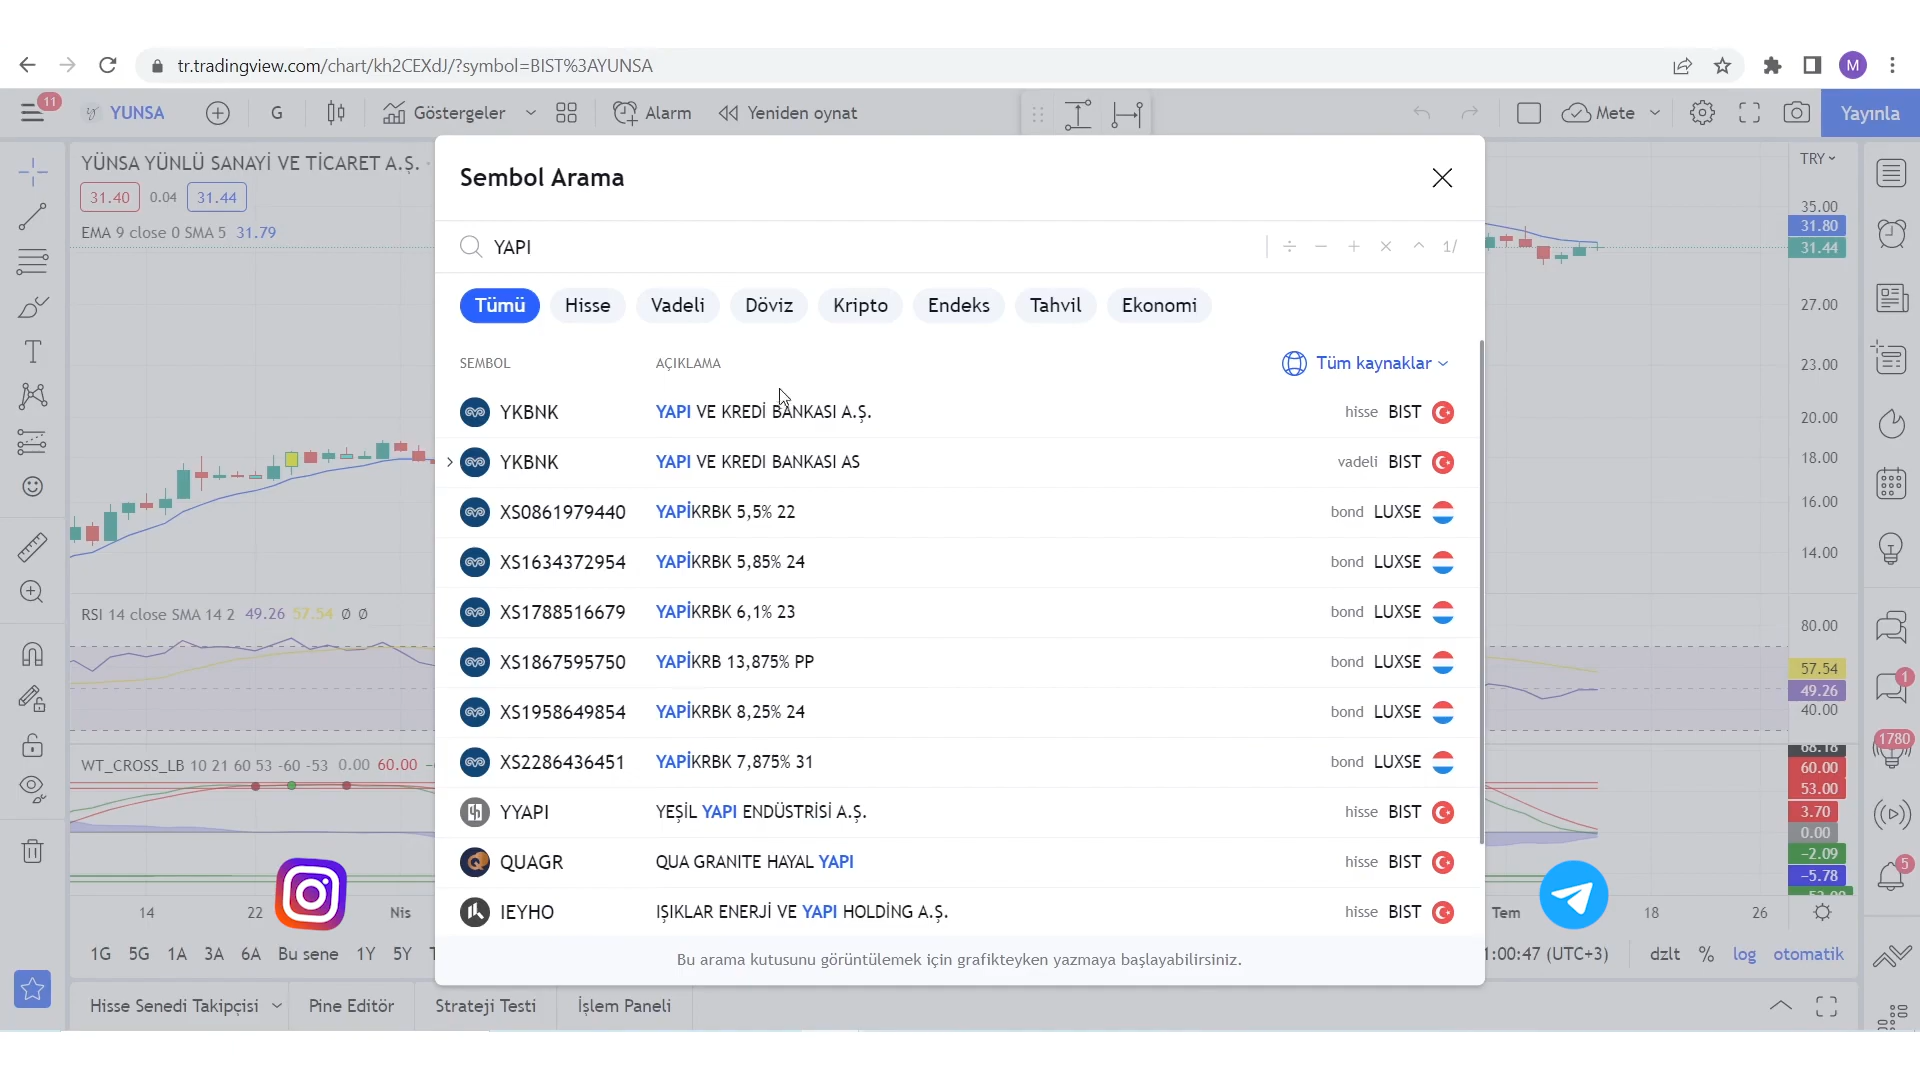 tr.tradingview.com/chart/kh2CEXdJ/?symbol=BIST%3AYUNSA
M
11
YUNSA
G
Göstergeler
Alarm
Yeniden oynat
Mete
Yayınla
YÜNSA YÜNLÜ SANAYİ VE TİCARET A.Ş.
31.40
0.04
31.44
EMA 9 close 0 SMA 5 31.79
Sembol Arama
YAPI
1/
Tümü
Hisse
Vadeli
Döviz
Kripto
Endeks
Tahvil
Ekonomi
SEMBOL
AÇIKLAMA
Tüm kaynaklar
YKBNK YAPI VE KREDİ BANKASI A.Ş. hisse BIST
YKBNK YAPI VE KREDI BANKASI AS vadeli BIST
XS0861979440 YAPİKRBK 5,5% 22 bond LUXSE
XS1634372954 YAPİKRBK 5,85% 24 bond LUXSE
XS1788516679 YAPİKRBK 6,1% 23 bond LUXSE
XS1867595750 YAPİKRB 13,875% PP bond LUXSE
XS1958649854 YAPİKRBK 8,25% 24 bond LUXSE
XS2286436451 YAPİKRBK 7,875% 31 bond LUXSE
YYAPI YEŞİL YAPI ENDÜSTRİSİ A.Ş. hisse BIST
QUAGR QUA GRANITE HAYAL YAPI hisse BIST
IEYHO IŞIKLAR ENERJİ VE YAPI HOLDİNG A.Ş. hisse BIST
Bu arama kutusunu görüntülemek için grafikteyken yazmaya başlayabilirsiniz.
TRY
35.00
31.80
31.44
27.00
23.00
20.00
18.00
16.00
14.00
RSI 14 close SMA 14 2 49.26 57.54 Ø Ø
80.00
57.54
49.26
40.00
WT_CROSS_LB 10 21 60 53 -60 -53 0.00 60.00
68.18
60.00
53.00
3.70
0.00
−2.09
−5.78
1
1780
5
14
22
Nis
Tem
18
26
1G 5G 1A 3A 6A Bu sene 1Y 5Y
1:00:47 (UTC+3)
dzlt
%
log
otomatik
Hisse Senedi Takipçisi
Pine Editör
Strateji Testi
İşlem Paneli